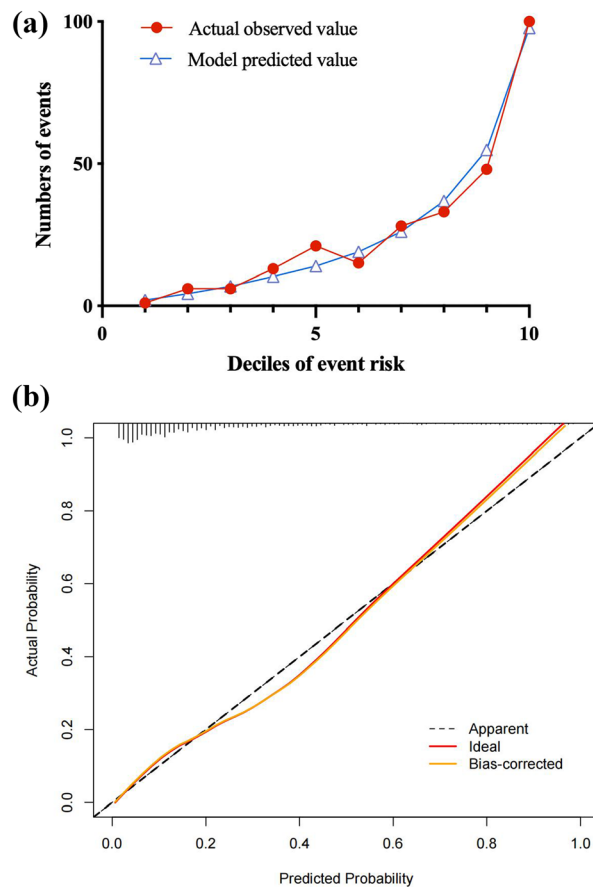 (a)
100
Actual observed value
Model predicted value
Numbers of events
50
0
0
5
10
Deciles of event risk
(b)
1.0
0.8
0.6
0.4
0.2
0.0
Actual Probability
Apparent
Ideal
Bias-corrected
0.0
0.2
0.4
0.6
0.8
1.0
Predicted Probability